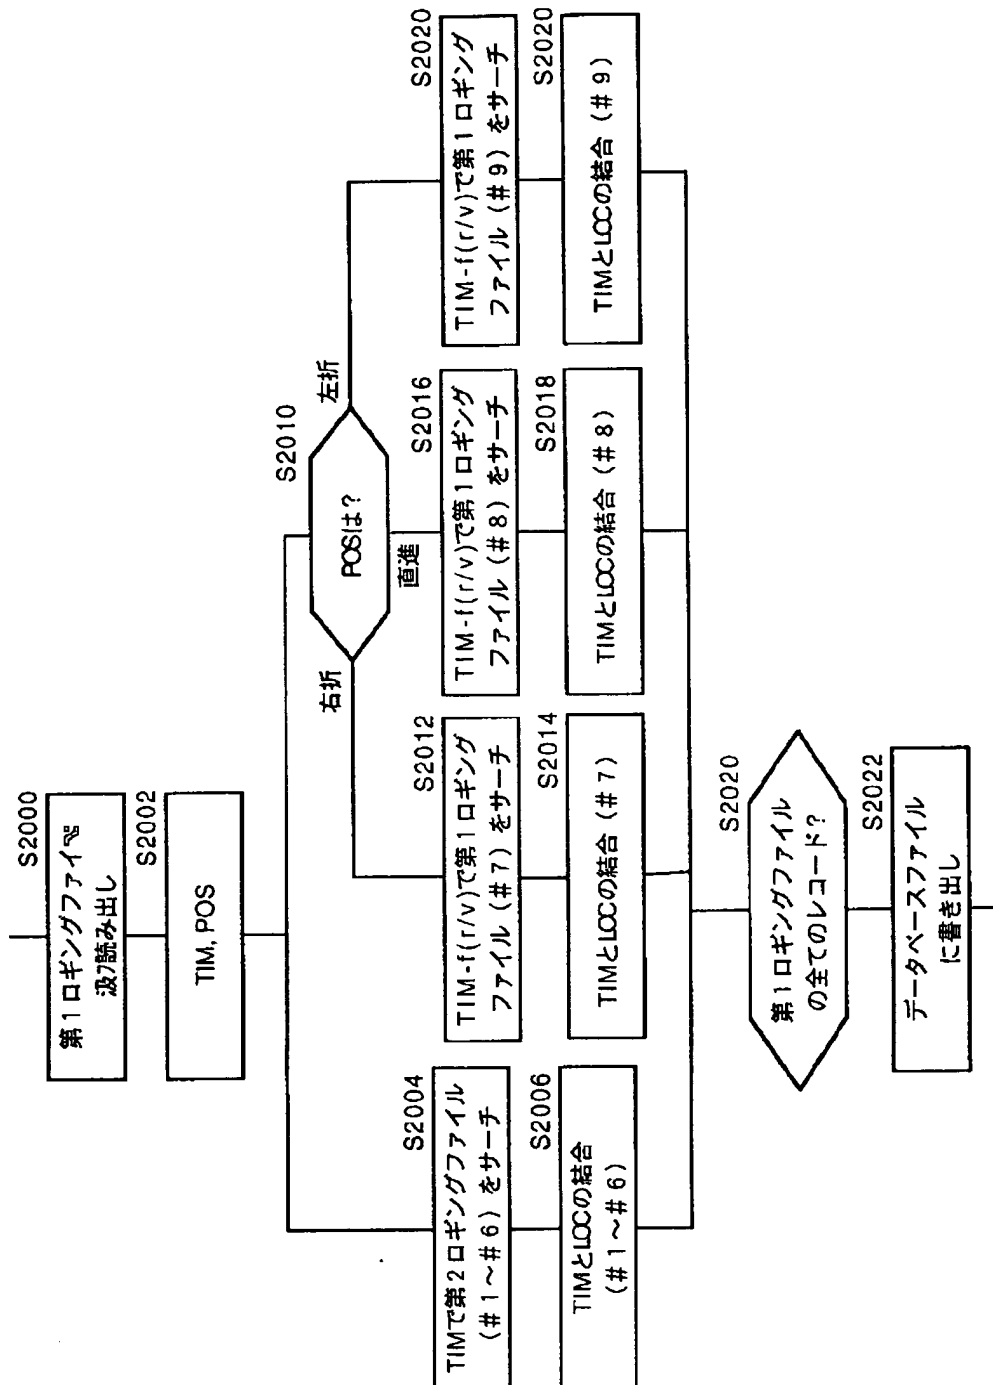 S2000
第1ロギングファイ
読み出し
S2002
TIM, POS
S2004
TIMで第2ロギングファイル
(#1~#6)をサーチ
S2006
TIMとLOCの結合
(#1~#6)
S2010
POSは?
右折
直進
左折
S2012
TIM-f(r/v)で第1ロギング
ファイル(#7)をサーチ
S2014
TIMとLOCの結合(#7)
S2016
TIM-f(r/v)で第1ロギング
ファイル(#8)をサーチ
S2018
TIMとLOCの結合(#8)
S2020
TIM-f(r/v)で第1ロギング
ファイル(#9)をサーチ
S2020
TIMとLOCの結合(#9)
S2020
第1ロギングファイル
の全てのレコード?
S2022
データベースファイル
に書き出し